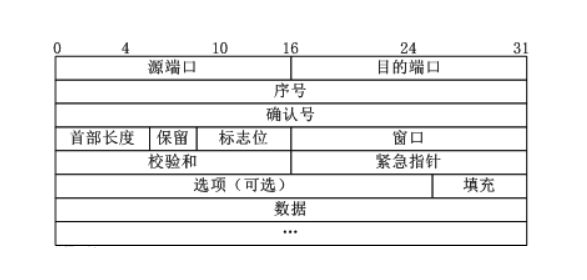 0 4 10 16 24 31
源端口 目的端口
序号
确认号
首部长度 保留 标志位 窗口
校验和 紧急指针
选项（可选） 填充
数据
…